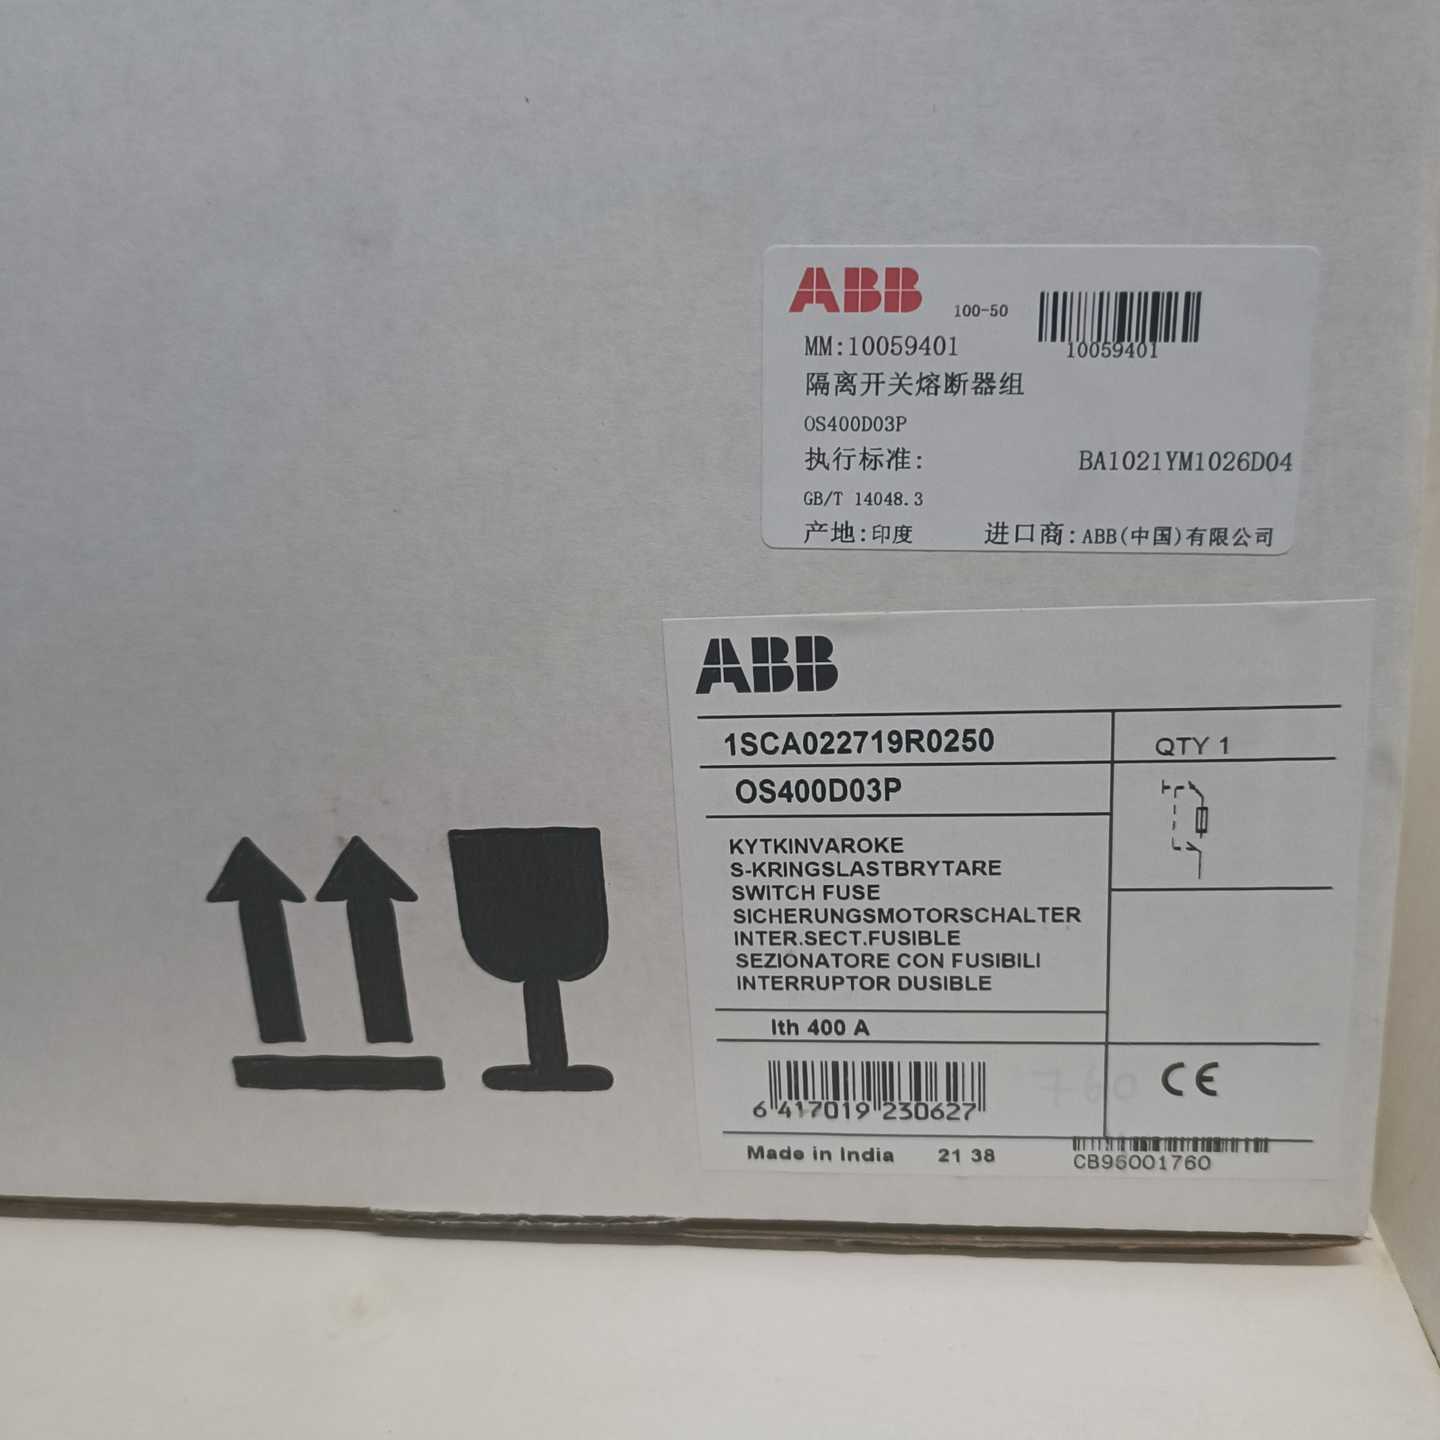 ABB 100-50
MM:10059401 10059401
隔离开关熔断器组
OS400D03P
执行标准: BA1021YM1026D04
GB/T 14048.3
产地:印度 进口商:ABB(中国)有限公司
ABB
1SCA022719R0250 QTY 1
OS400D03P
KYTKINVAROKE
S-KRINGSLASTBRYTARE
SWITCH FUSE
SICHERUNGSMOTORSCHALTER
INTER.SECT.FUSIBLE
SEZIONATORE CON FUSIBILI
INTERRUPTOR DUSIBLE
Ith 400 A
6 417019 230627 760 CE
Made in India 21 38 CB96001760